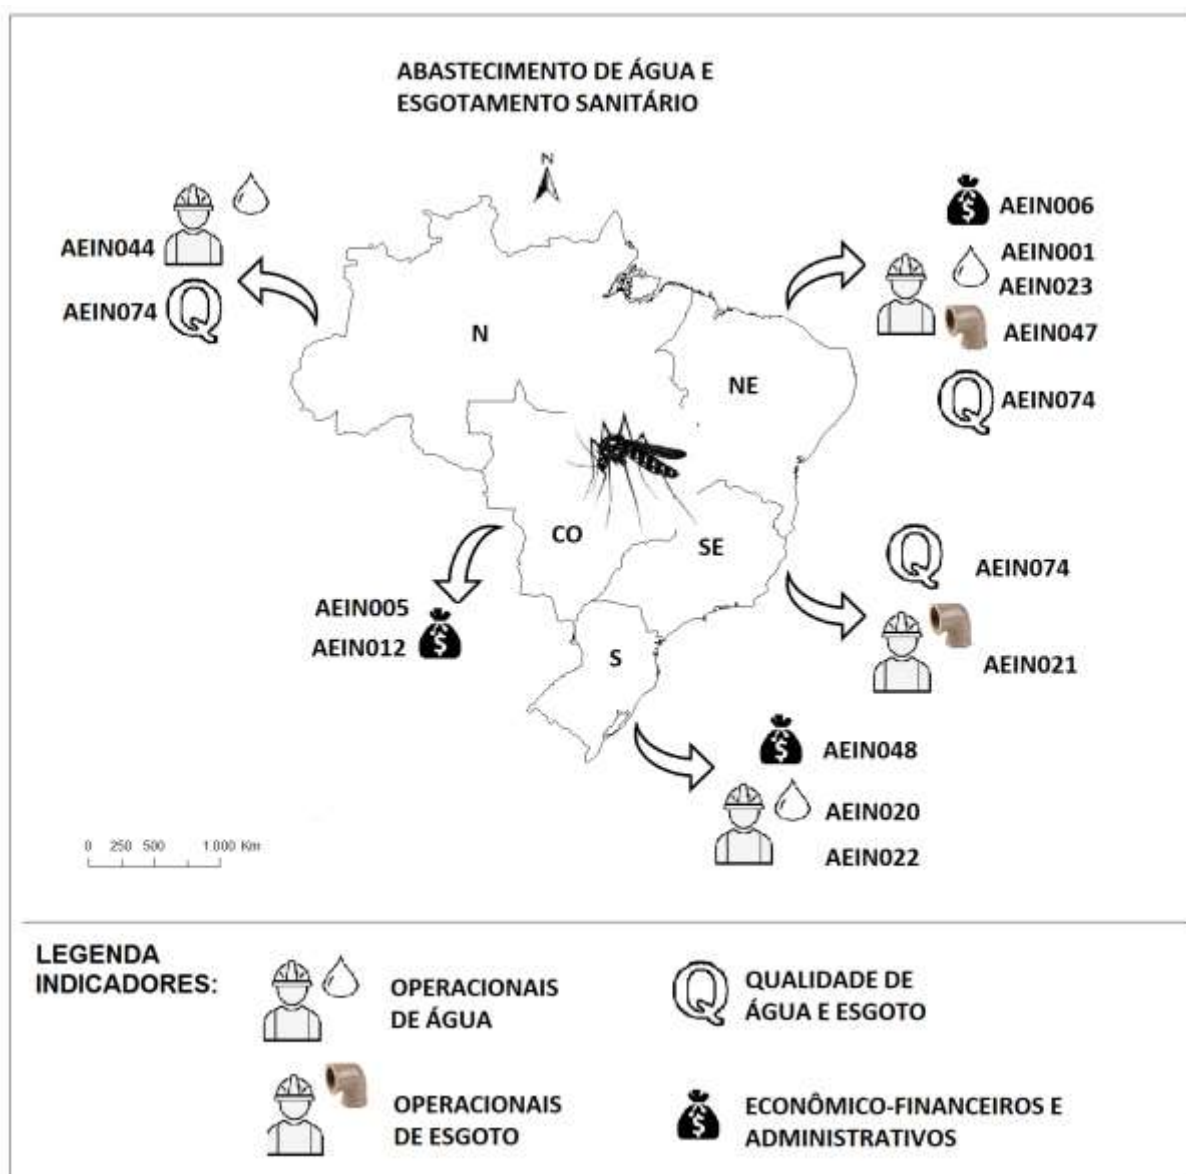 ABASTECIMENTO DE ÁGUA E
ESGOTAMENTO SANITÁRIO
N
AEIN044
AEIN074
AEIN006
AEIN001
AEIN023
AEIN047
Q
AEIN074
Q
N
NE
CO
SE
S
AEIN005
AEIN012
$
Q
AEIN074
AEIN021
$
AEIN048
AEIN020
AEIN022
$
0 250 500 1.000 Km
LEGENDA
INDICADORES:
OPERACIONAIS
DE ÁGUA
Q
QUALIDADE DE
ÁGUA E ESGOTO
OPERACIONAIS
DE ESGOTO
$
ECONÔMICO-FINANCEIROS E
ADMINISTRATIVOS